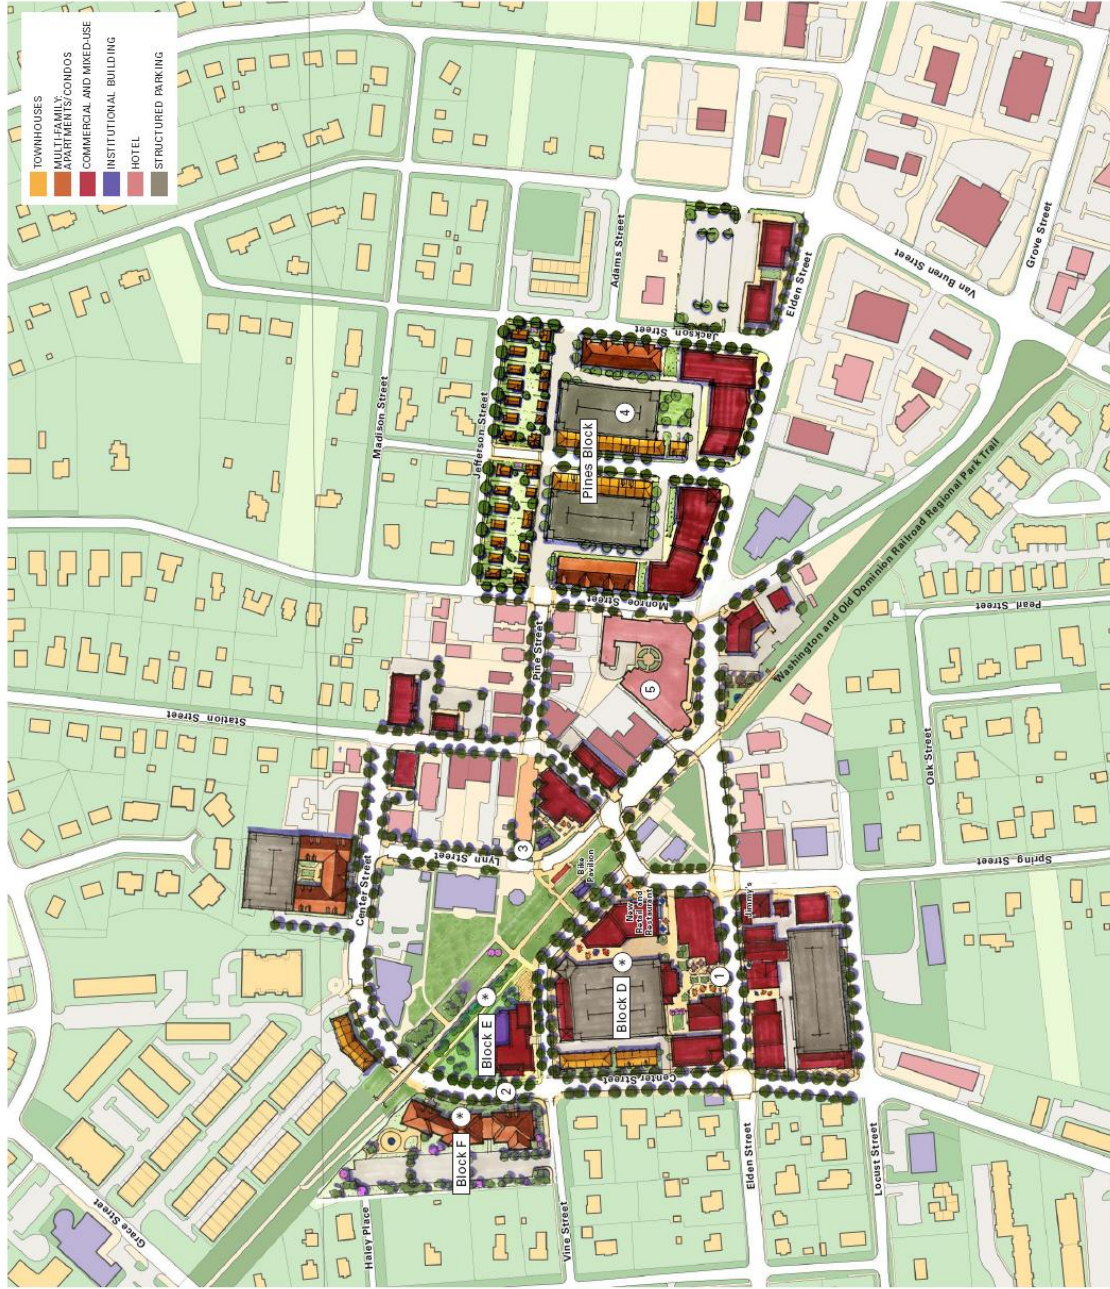 TOWNHOUSES
MULTI-FAMILY:
APARTMENTS/CONDOS
COMMERCIAL AND MIXED-USE
INSTITUTIONAL BUILDING
HOTEL
STRUCTURED PARKING
Grace Street
Haley Place
Vine Street
Elden Street
Locust Street
Block F
*
2
Block E
*
Center Street
Center Street
Block D
*
1
New
Retail and
Restaurant
Bike
Pavilion
Jimmy's
Spring Street
Lynn Street
3
Station Street
Oak Street
Pine Street
5
Monroe Street
Pearl Street
Washington and Old Dominion Railroad Regional Park Trail
Madison Street
Jefferson Street
Pines Block
4
Jackson Street
Adams Street
Elden Street
Van Buren Street
Grove Street